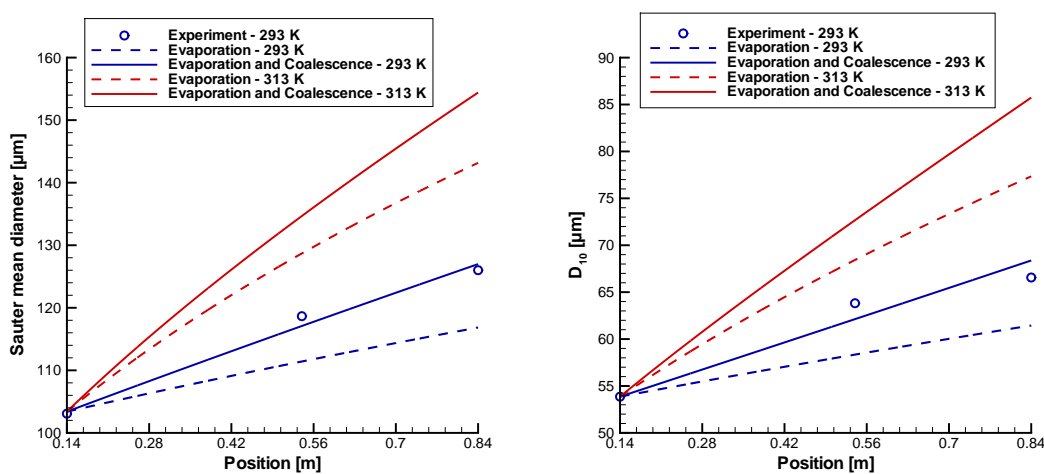 Experiment - 293 K
Evaporation - 293 K
Evaporation and Coalescence - 293 K
Evaporation - 313 K
Evaporation and Coalescence - 313 K
Sauter mean diameter [µm]
160
150
140
130
120
110
100
0.14
0.28
0.42
0.56
0.7
0.84
Position [m]
Experiment - 293 K
Evaporation - 293 K
Evaporation and Coalescence - 293 K
Evaporation - 313 K
Evaporation and Coalescence - 313 K
D10 [µm]
90
85
80
75
70
65
60
55
50
0.14
0.28
0.42
0.56
0.7
0.84
Position [m]